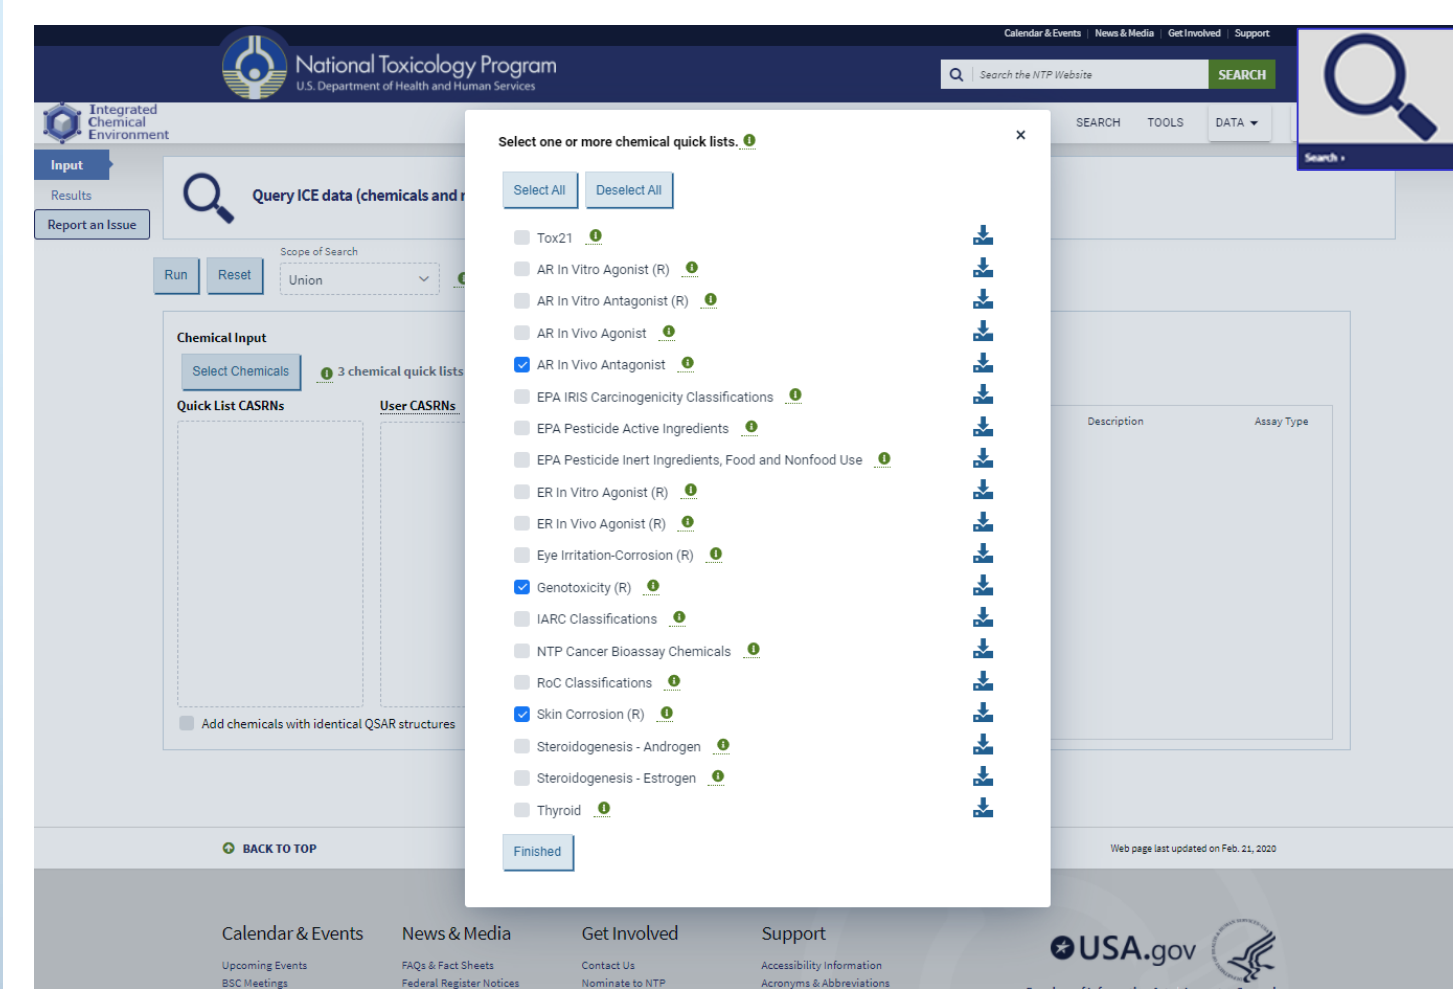 Calendar & Events | News & Media | Get Involved | Support
National Toxicology Program
U.S. Department of Health and Human Services
Search the NTP Website
SEARCH
Integrated
Chemical
Environment
SEARCH TOOLS DATA
Search ›
Input
Results
Report an Issue
Query ICE data (chemicals and
Scope of Search
Run Reset Union
Chemical Input
Select Chemicals 3 chemical quick lists
Quick List CASRNs User CASRNs
Description Assay Type
Add chemicals with identical QSAR structures
Select one or more chemical quick lists.
×
Select All Deselect All
Tox21
AR In Vitro Agonist (R)
AR In Vitro Antagonist (R)
AR In Vivo Agonist
AR In Vivo Antagonist
EPA IRIS Carcinogenicity Classifications
EPA Pesticide Active Ingredients
EPA Pesticide Inert Ingredients, Food and Nonfood Use
ER In Vitro Agonist (R)
ER In Vivo Agonist (R)
Eye Irritation-Corrosion (R)
Genotoxicity (R)
IARC Classifications
NTP Cancer Bioassay Chemicals
RoC Classifications
Skin Corrosion (R)
Steroidogenesis - Androgen
Steroidogenesis - Estrogen
Thyroid
Finished
BACK TO TOP
Web page last updated on Feb. 21, 2020
Calendar & Events News & Media Get Involved Support
Upcoming Events FAQs & Fact Sheets Contact Us Accessibility Information
BSC Meetings Federal Register Notices Nominate to NTP Acronyms & Abbreviations
USA.gov